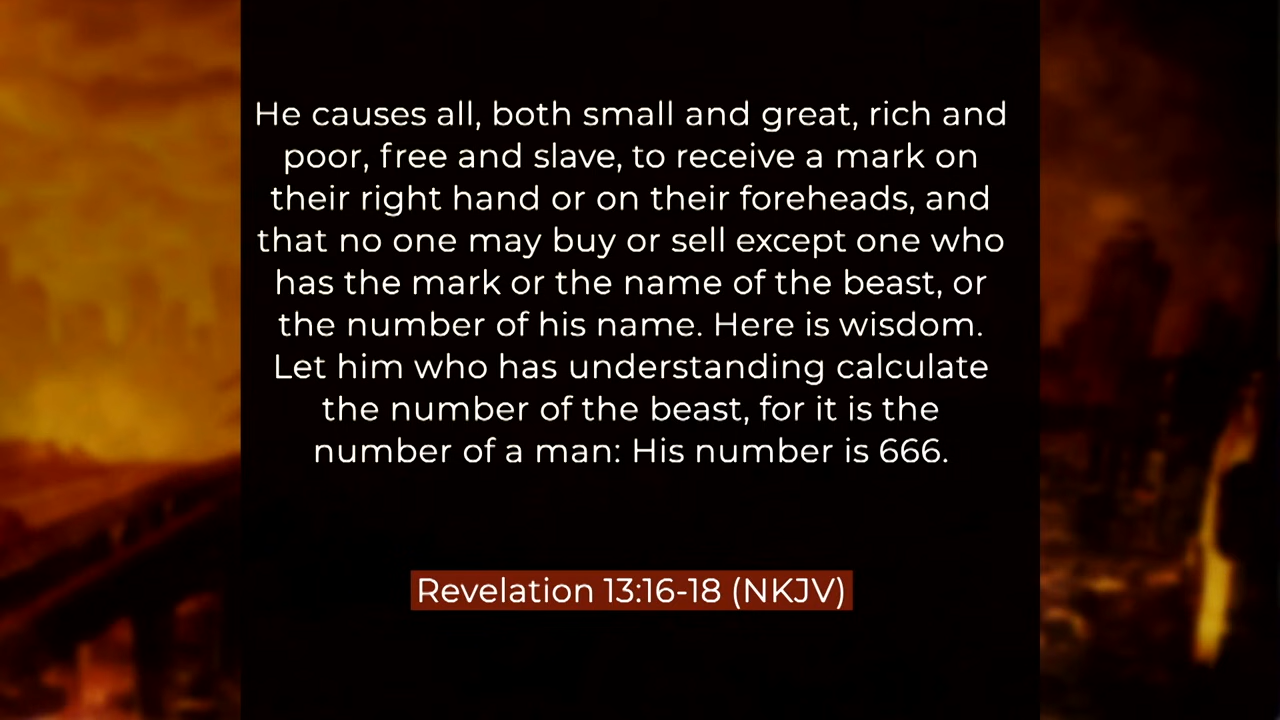 He causes all, both small and great, rich and
poor, free and slave, to receive a mark on
their right hand or on their foreheads, and
that no one may buy or sell except one who
has the mark or the name of the beast, or
the number of his name. Here is wisdom.
Let him who has understanding calculate
the number of the beast, for it is the
number of a man: His number is 666.
Revelation 13:16-18 (NKJV)